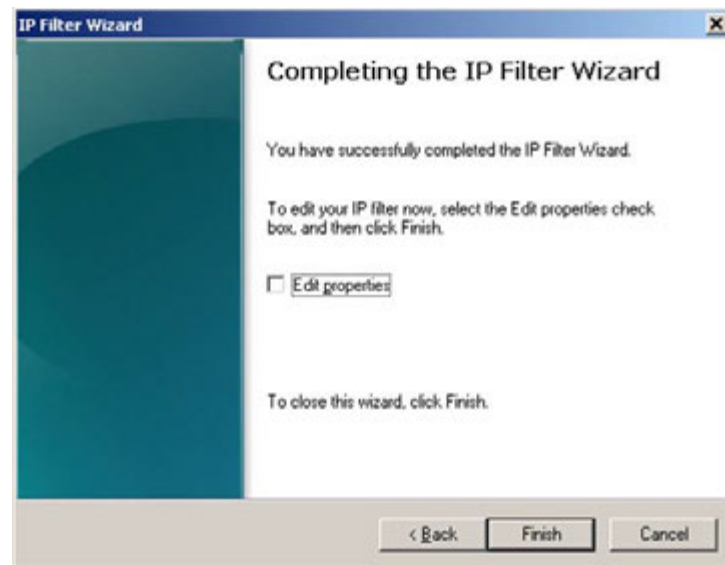 IP Filter Wizard
Completing the IP Filter Wizard
You have successfully completed the IP Filter Wizard.
To edit your IP filter now, select the Edit properties check
box, and then click Finish.
Edit properties
To close this wizard, click Finish.
< Back Finish Cancel